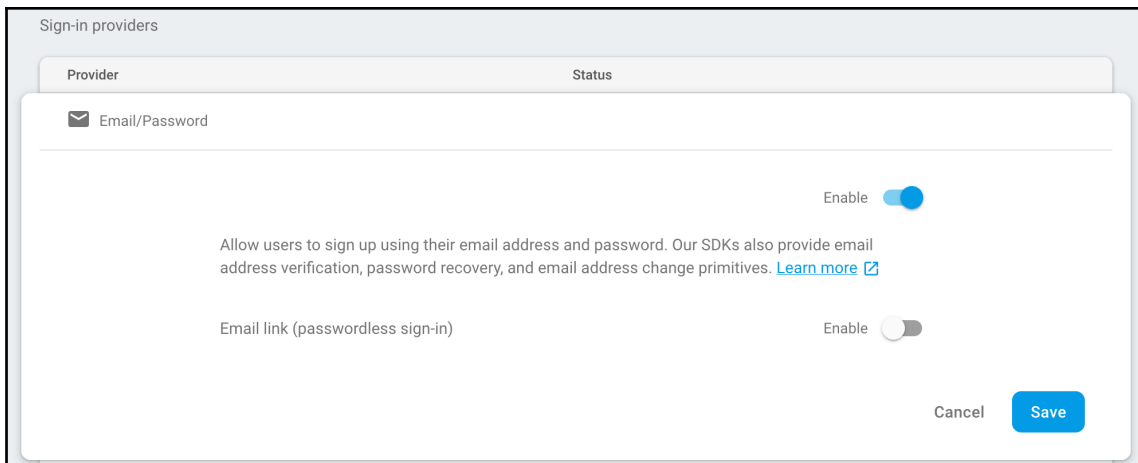 Sign-in providers
Provider Status
Email/Password
Enable
Allow users to sign up using their email address and password. Our SDKs also provide email
address verification, password recovery, and email address change primitives. Learn more
Email link (passwordless sign-in) Enable
Cancel Save